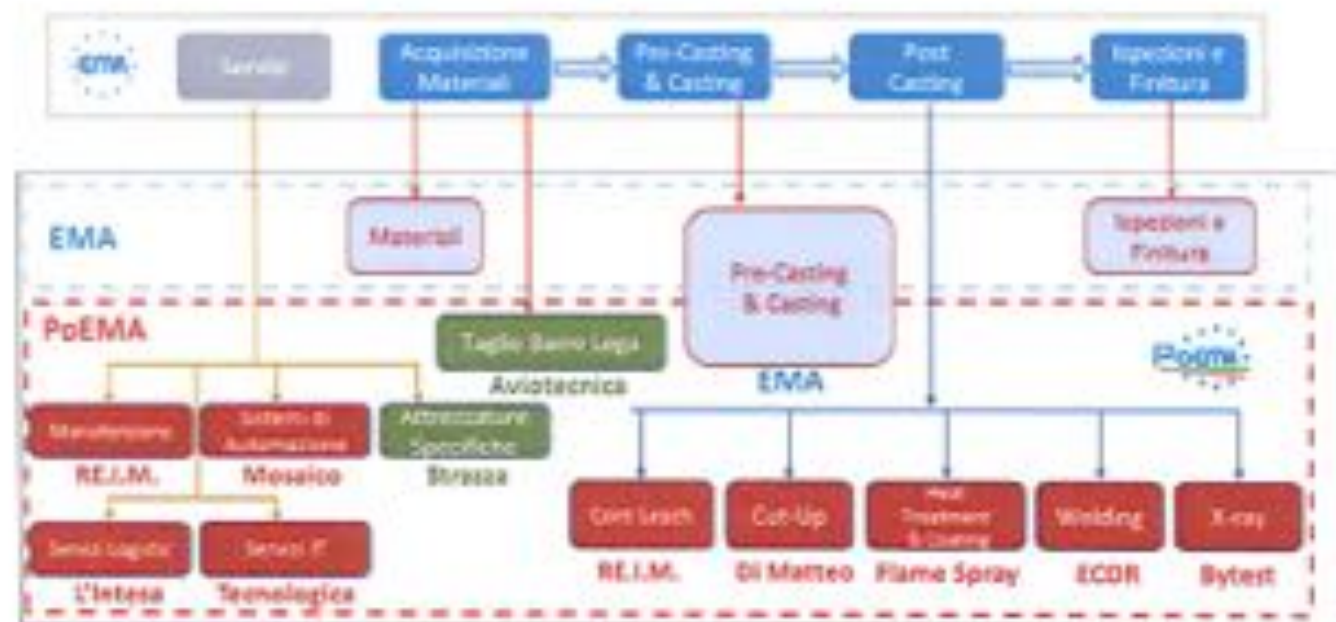 EMA
Servizi
Acquisizione
Materiali
Pre-Casting
& Casting
Post
Casting
Ispezioni e
Finitura
EMA
Materiali
Pre-Casting
& Casting
Ispezioni e
Finitura
PoEMA
Taglio Barre Lega
Aviotecnica
EMA
PoEMA
Manutenzione
RE.I.M.
Sistemi di
Automazione
Mosaico
Attrezzature
Specifiche
Strazza
Servizi Logistici
L'Intesa
Servizi IT
Tecnologica
Core Leach
RE.I.M.
Cut-Up
Di Matteo
Heat
Treatment
& Coating
Flame Spray
Welding
ECOR
X-ray
Bytest